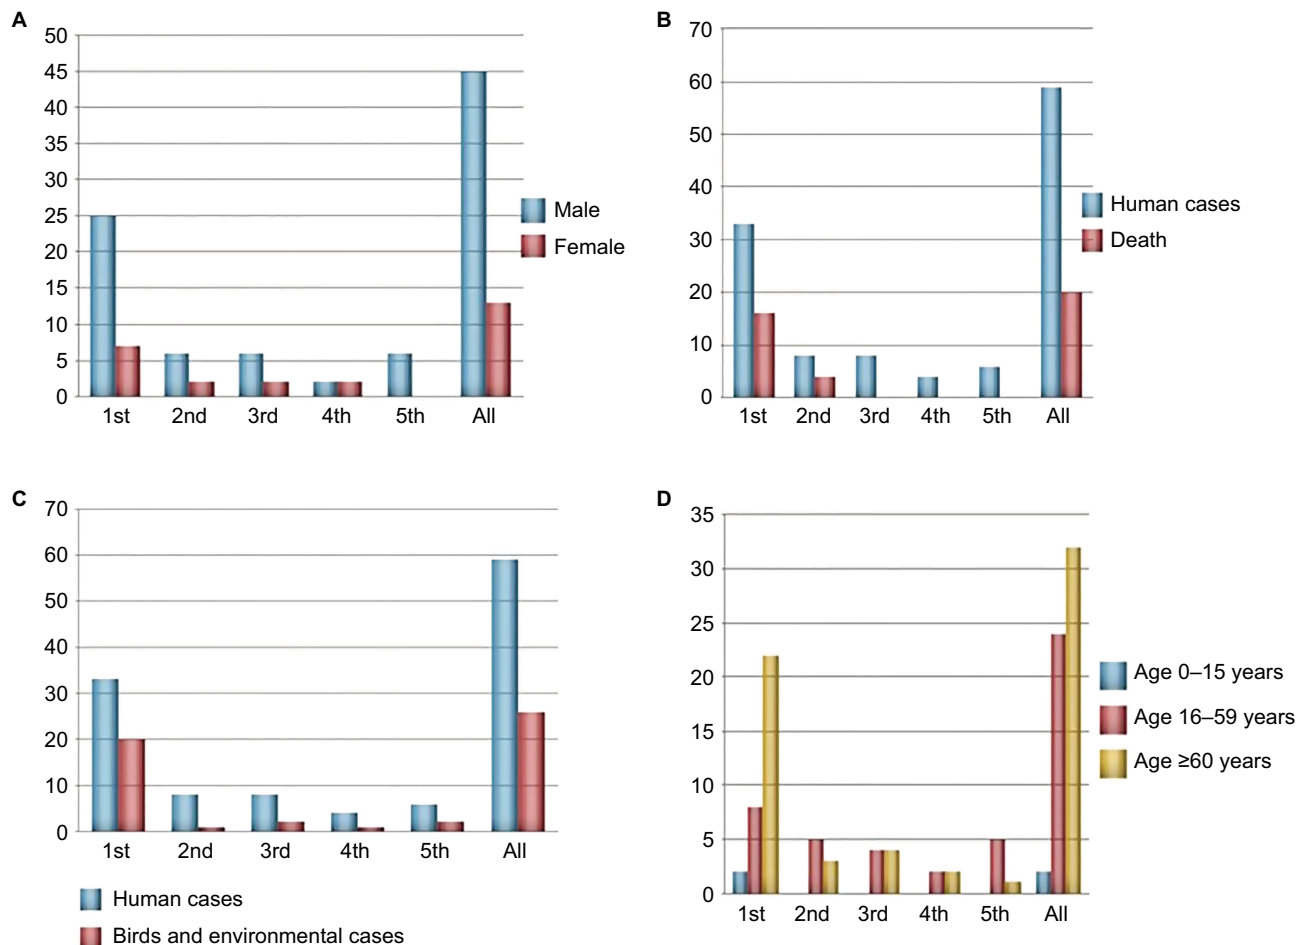 A
50
45
40
35
30
25
20
15
10
5
0
1st 2nd 3rd 4th 5th All
Male
Female
B
70
60
50
40
30
20
10
0
1st 2nd 3rd 4th 5th All
Human cases
Death
C
70
60
50
40
30
20
10
0
1st 2nd 3rd 4th 5th All
Human cases
Birds and environmental cases
D
35
30
25
20
15
10
5
0
1st 2nd 3rd 4th 5th All
Age 0–15 years
Age 16–59 years
Age ≥60 years